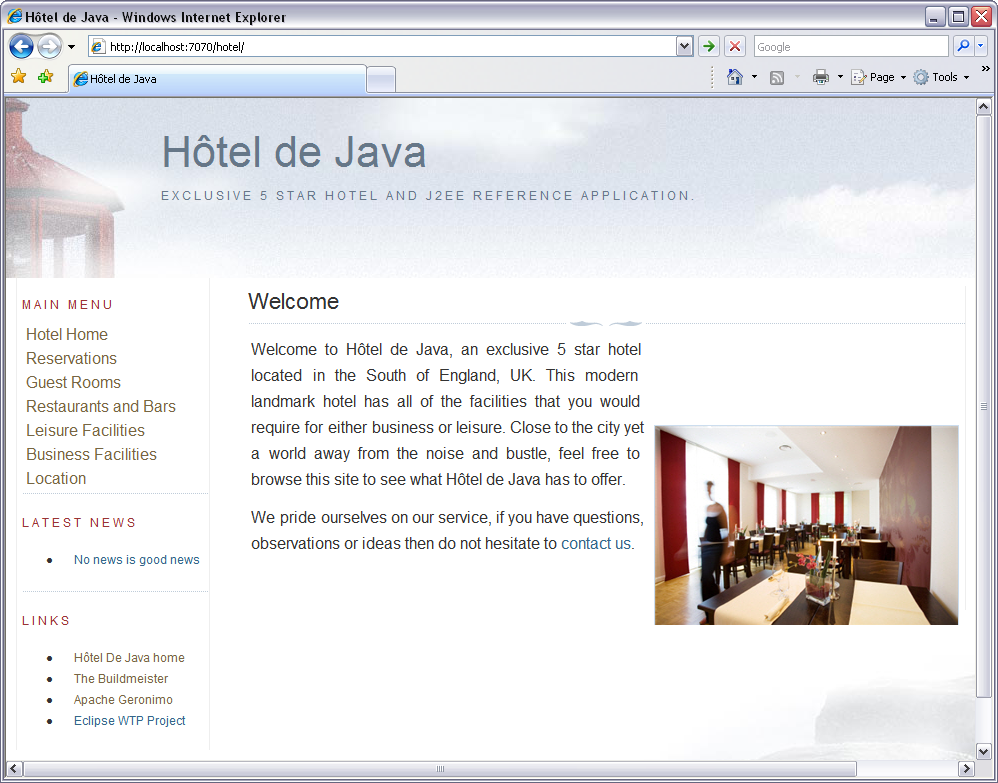 Hôtel de Java - Windows Internet Explorer
http://localhost:7070/hotel/
Google
Hôtel de Java
Page
Tools
Hôtel de Java
EXCLUSIVE 5 STAR HOTEL AND J2EE REFERENCE APPLICATION.
MAIN MENU
Hotel Home
Reservations
Guest Rooms
Restaurants and Bars
Leisure Facilities
Business Facilities
Location
LATEST NEWS
No news is good news
LINKS
Hôtel De Java home
The Buildmeister
Apache Geronimo
Eclipse WTP Project
Welcome
Welcome to Hôtel de Java, an exclusive 5 star hotel
located in the South of England, UK. This modern
landmark hotel has all of the facilities that you would
require for either business or leisure. Close to the city yet
a world away from the noise and bustle, feel free to
browse this site to see what Hôtel de Java has to offer.
We pride ourselves on our service, if you have questions,
observations or ideas then do not hesitate to contact us.